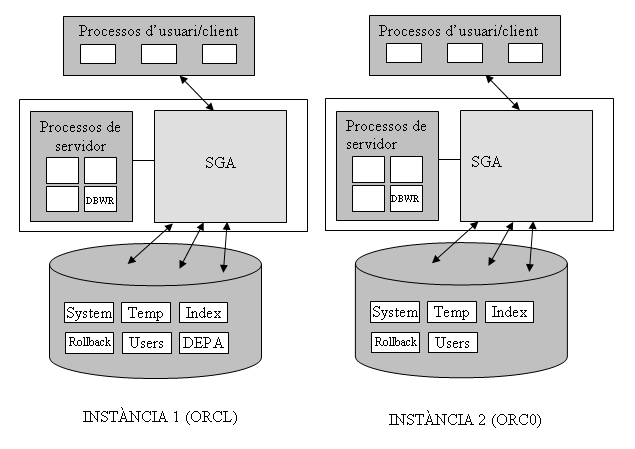 Processos d'usuari/client
Processos de
servidor
DBWR
SGA
System
Temp
Index
Rollback
Users
DEPA
INSTÀNCIA 1 (ORCL)
Processos d'usuari/client
Processos de
servidor
DBWR
SGA
System
Temp
Index
Rollback
Users
INSTÀNCIA 2 (ORC0)